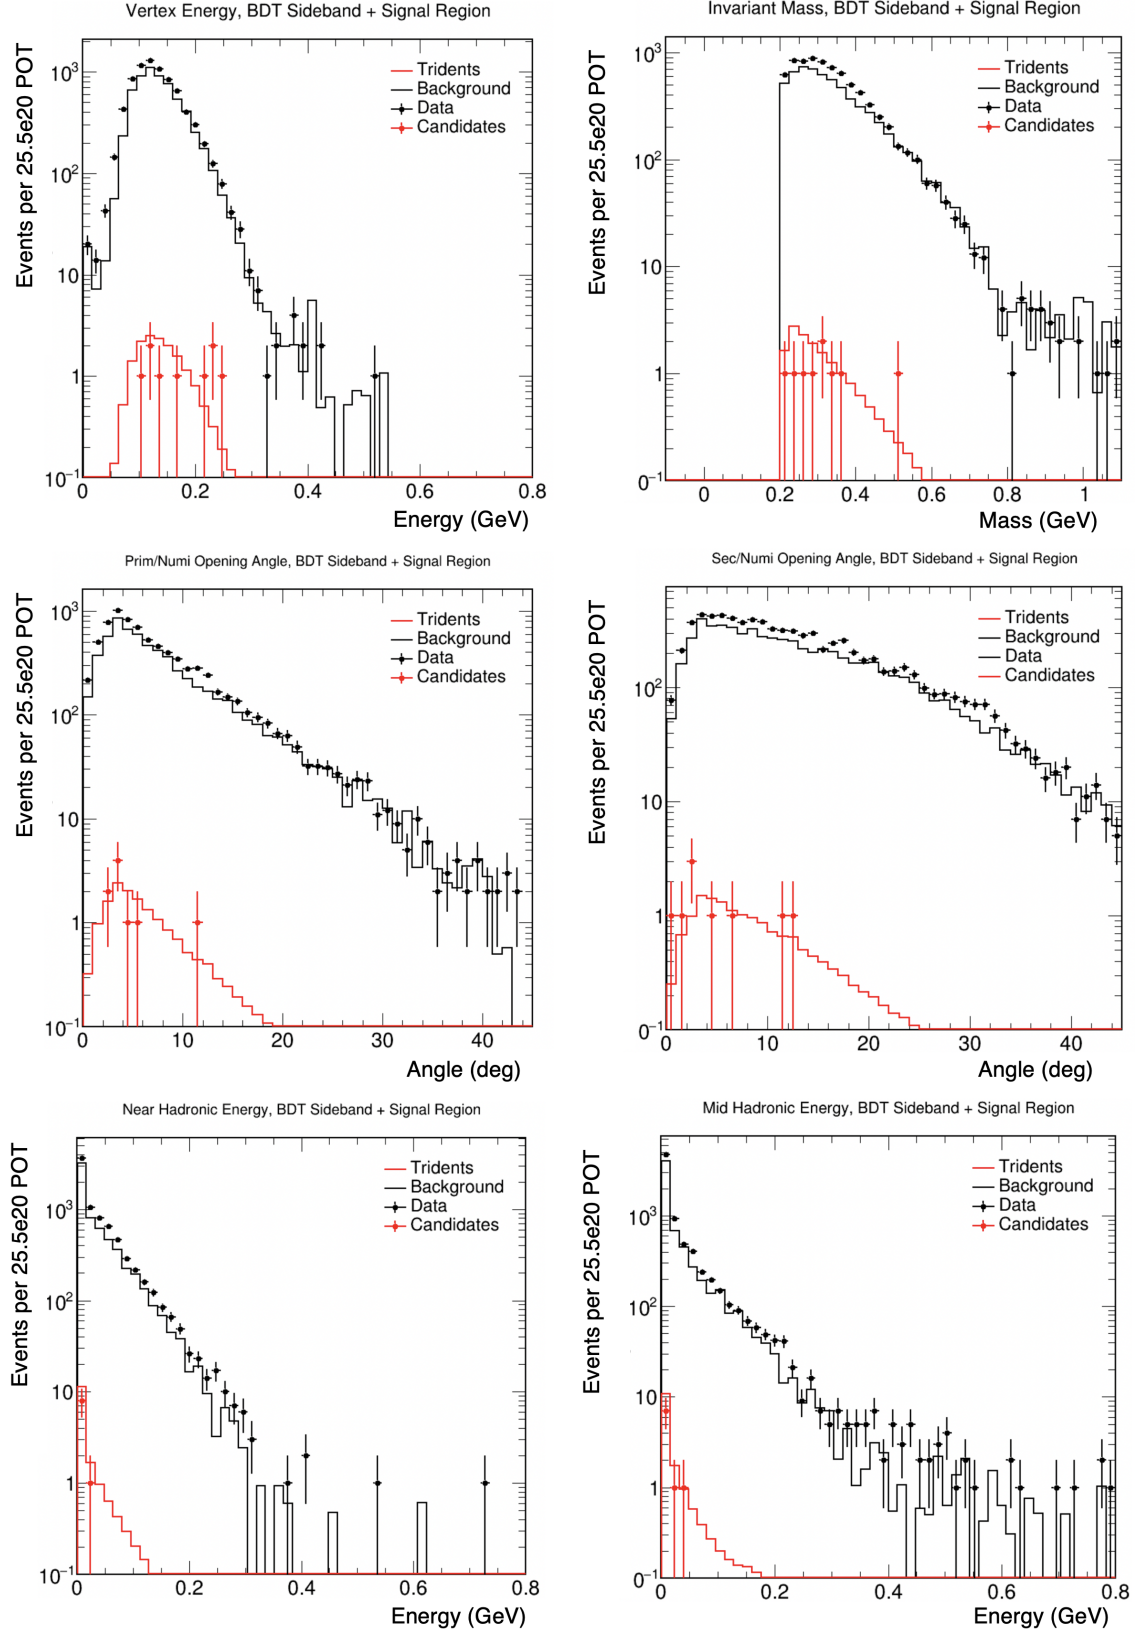 Vertex Energy, BDT Sideband + Signal Region
Events per 25.5e20 POT
10³
10²
10
1
10⁻¹
Tridents
Background
Data
Candidates
0 0.2 0.4 0.6 0.8
Energy (GeV)
Invariant Mass, BDT Sideband + Signal Region
Events per 25.5e20 POT
10³
10²
10
1
0⁻¹
Tridents
Background
Data
Candidates
0 0.2 0.4 0.6 0.8 1
Mass (GeV)
Prim/Numi Opening Angle, BDT Sideband + Signal Region
Events per 25.5e20 POT
10³
10²
10
1
10⁻¹
Tridents
Background
Data
Candidates
0 10 20 30 40
Angle (deg)
Sec/Numi Opening Angle, BDT Sideband + Signal Region
Events per 25.5e20 POT
10²
10
1
0⁻¹
Tridents
Background
Data
Candidates
0 10 20 30 40
Angle (deg)
Near Hadronic Energy, BDT Sideband + Signal Region
Events per 25.5e20 POT
10³
10²
10
1
10⁻¹
Tridents
Background
Data
Candidates
0 0.2 0.4 0.6 0.8
Energy (GeV)
Mid Hadronic Energy, BDT Sideband + Signal Region
Events per 25.5e20 POT
10³
10²
10
1
0⁻¹
Tridents
Background
Data
Candidates
0 0.2 0.4 0.6 0.8
Energy (GeV)